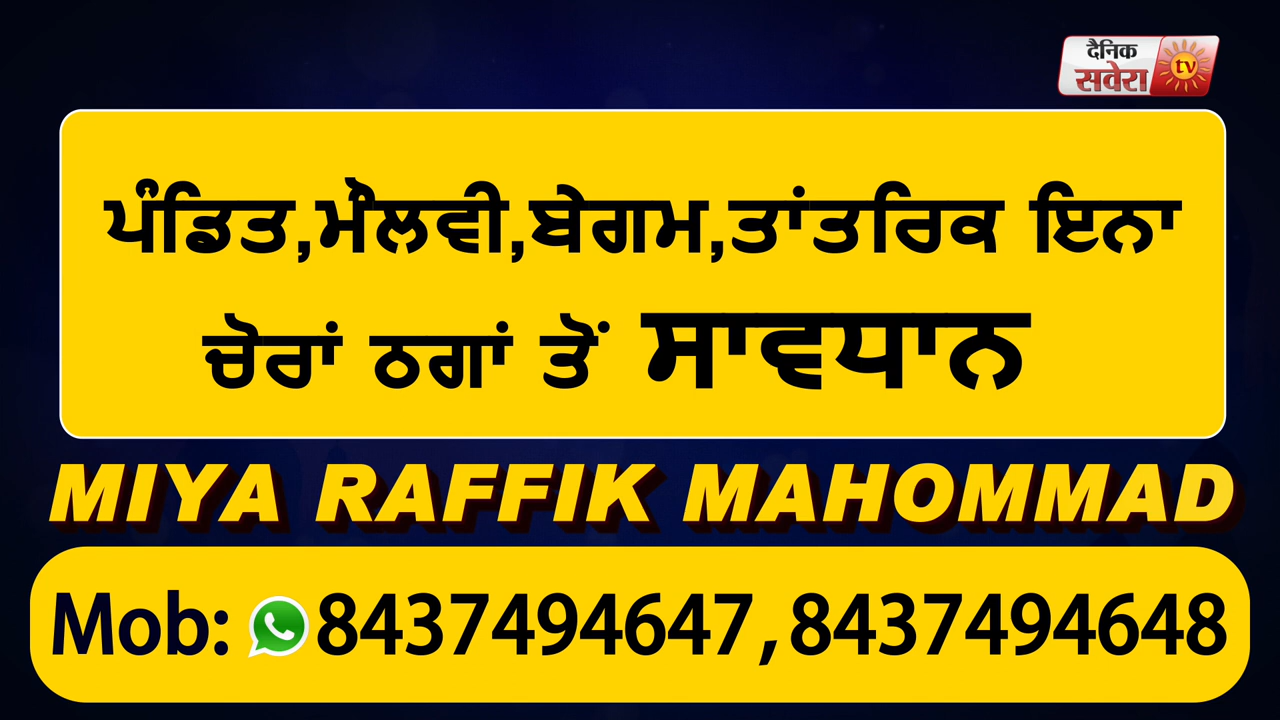 दैनिक
सवेरा tv
ਪੰਡਿਤ,ਮੌਲਵੀ,ਬੇਗਮ,ਤਾਂਤਰਿਕ ਇਨਾ
ਚੋਰਾਂ ਠਗਾਂ ਤੋਂ ਸਾਵਧਾਨ
MIYA RAFFIK MAHOMMAD
Mob: 8437494647, 8437494648